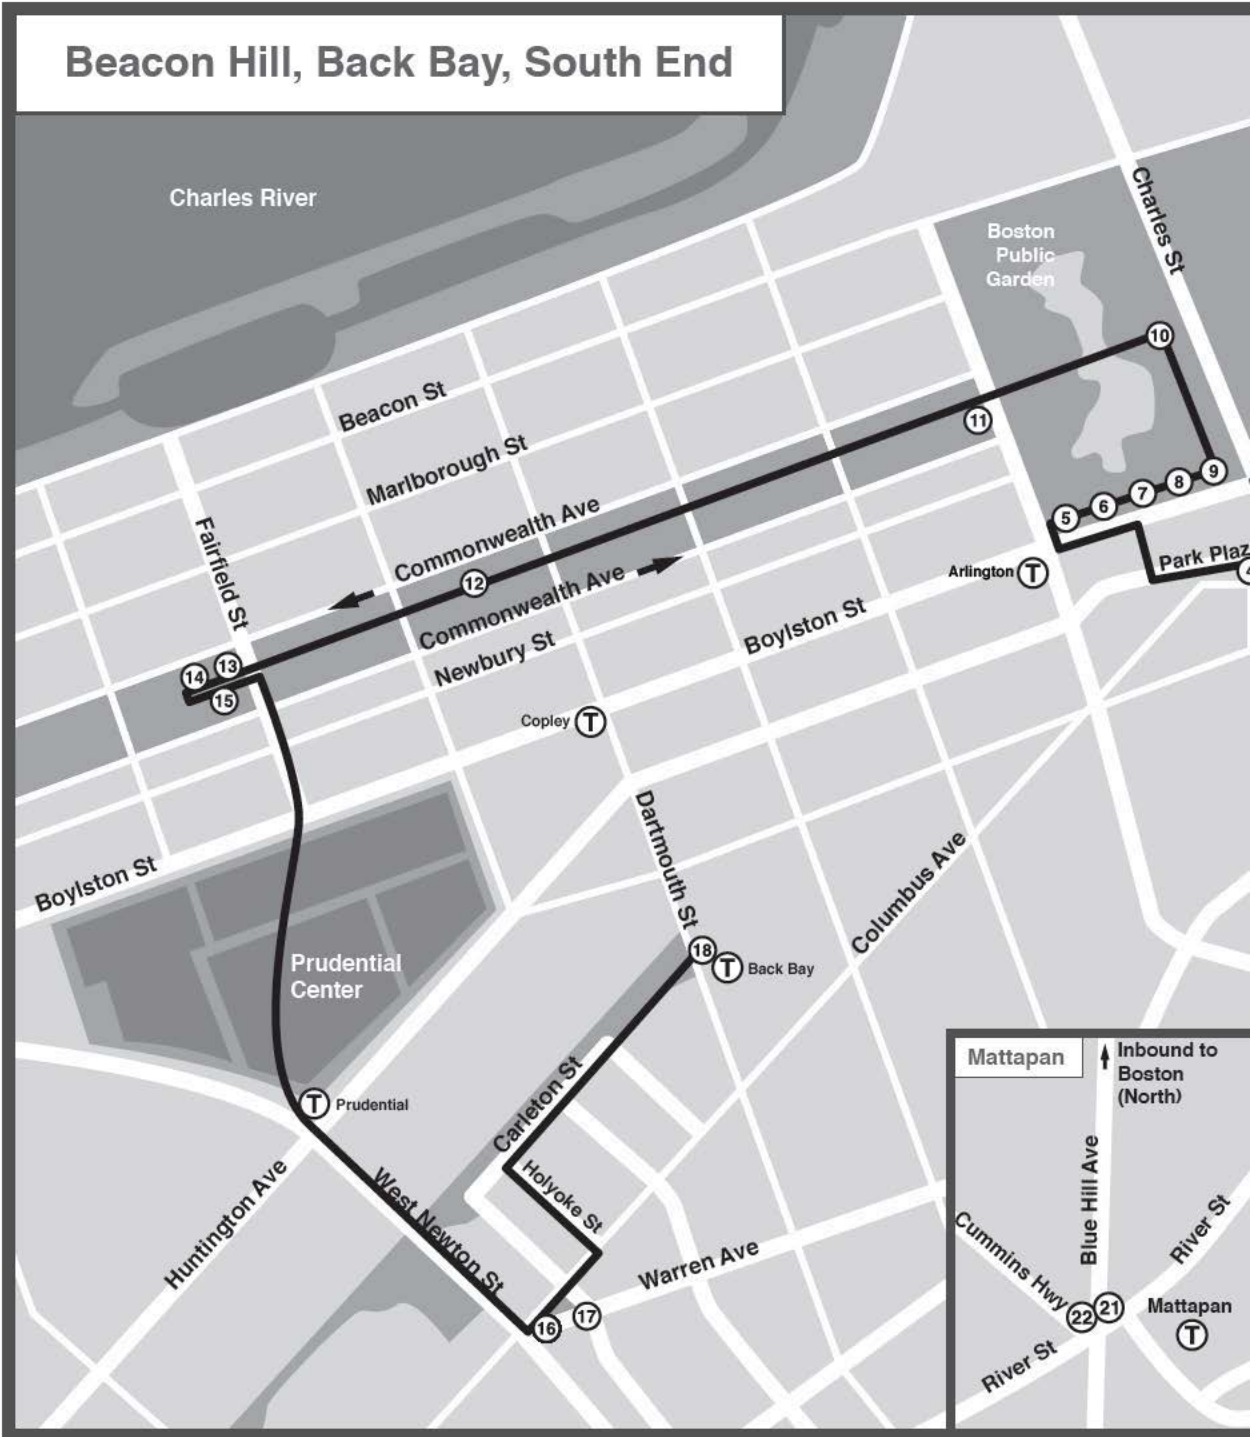 Beacon Hill, Back Bay, South End
Charles River
Charles St
Boston
Public
Garden
10
Beacon St
11
Marlborough St
9
8
7
6
5
Commonwealth Ave
Fairfield St
Park Plaz
4
Arlington T
12
Commonwealth Ave
Boylston St
Newbury St
13
14
15
Copley T
Dartmouth St
Boylston St
Columbus Ave
18
T Back Bay
Prudential
Center
Mattapan
Inbound to
Boston
(North)
T Prudential
Carleton St
Blue Hill Ave
Holyoke St
West Newton St
Huntington Ave
River St
Warren Ave
Cummins Hwy
16
17
22
21
Mattapan
T
River St